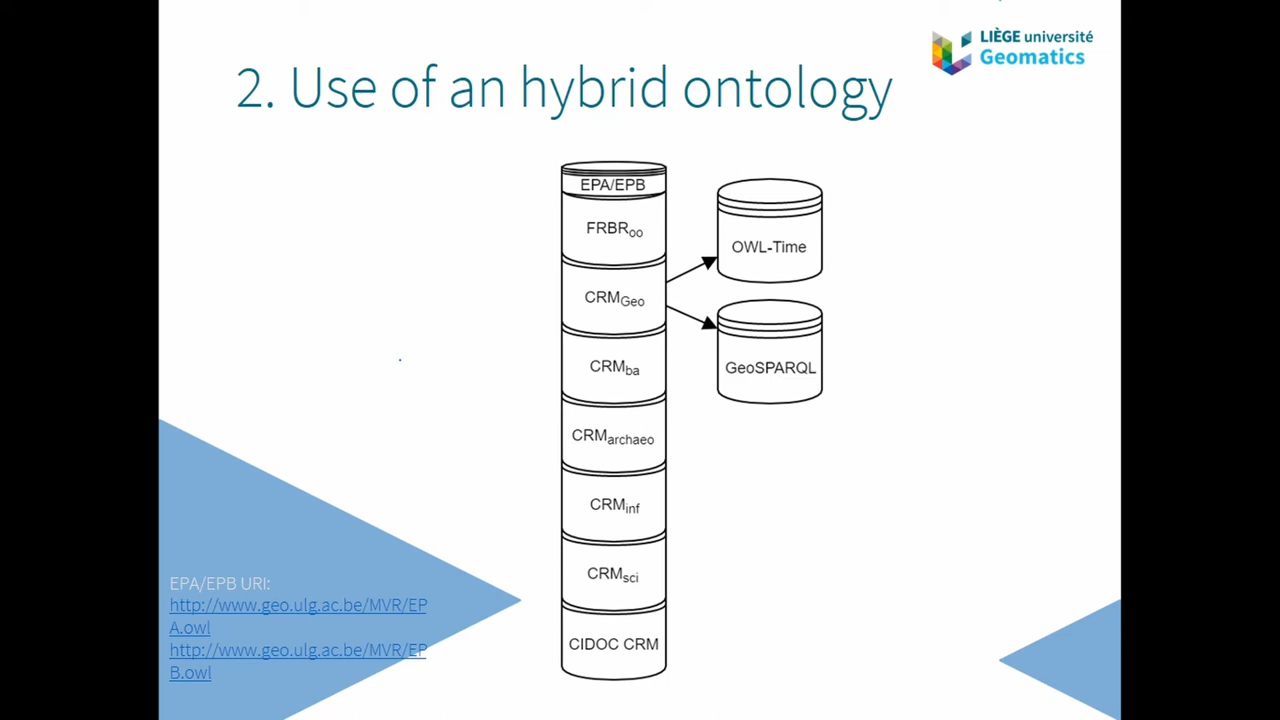 LIÈGE université
Geomatics
2. Use of an hybrid ontology
EPA/EPB
FRBRoo
CRMGeo
CRMba
CRMarchaeo
CRMinf
CRMsci
CIDOC CRM
OWL-Time
GeoSPARQL
EPA/EPB URI:
http://www.geo.ulg.ac.be/MVR/EP
A.owl
http://www.geo.ulg.ac.be/MVR/EP
B.owl